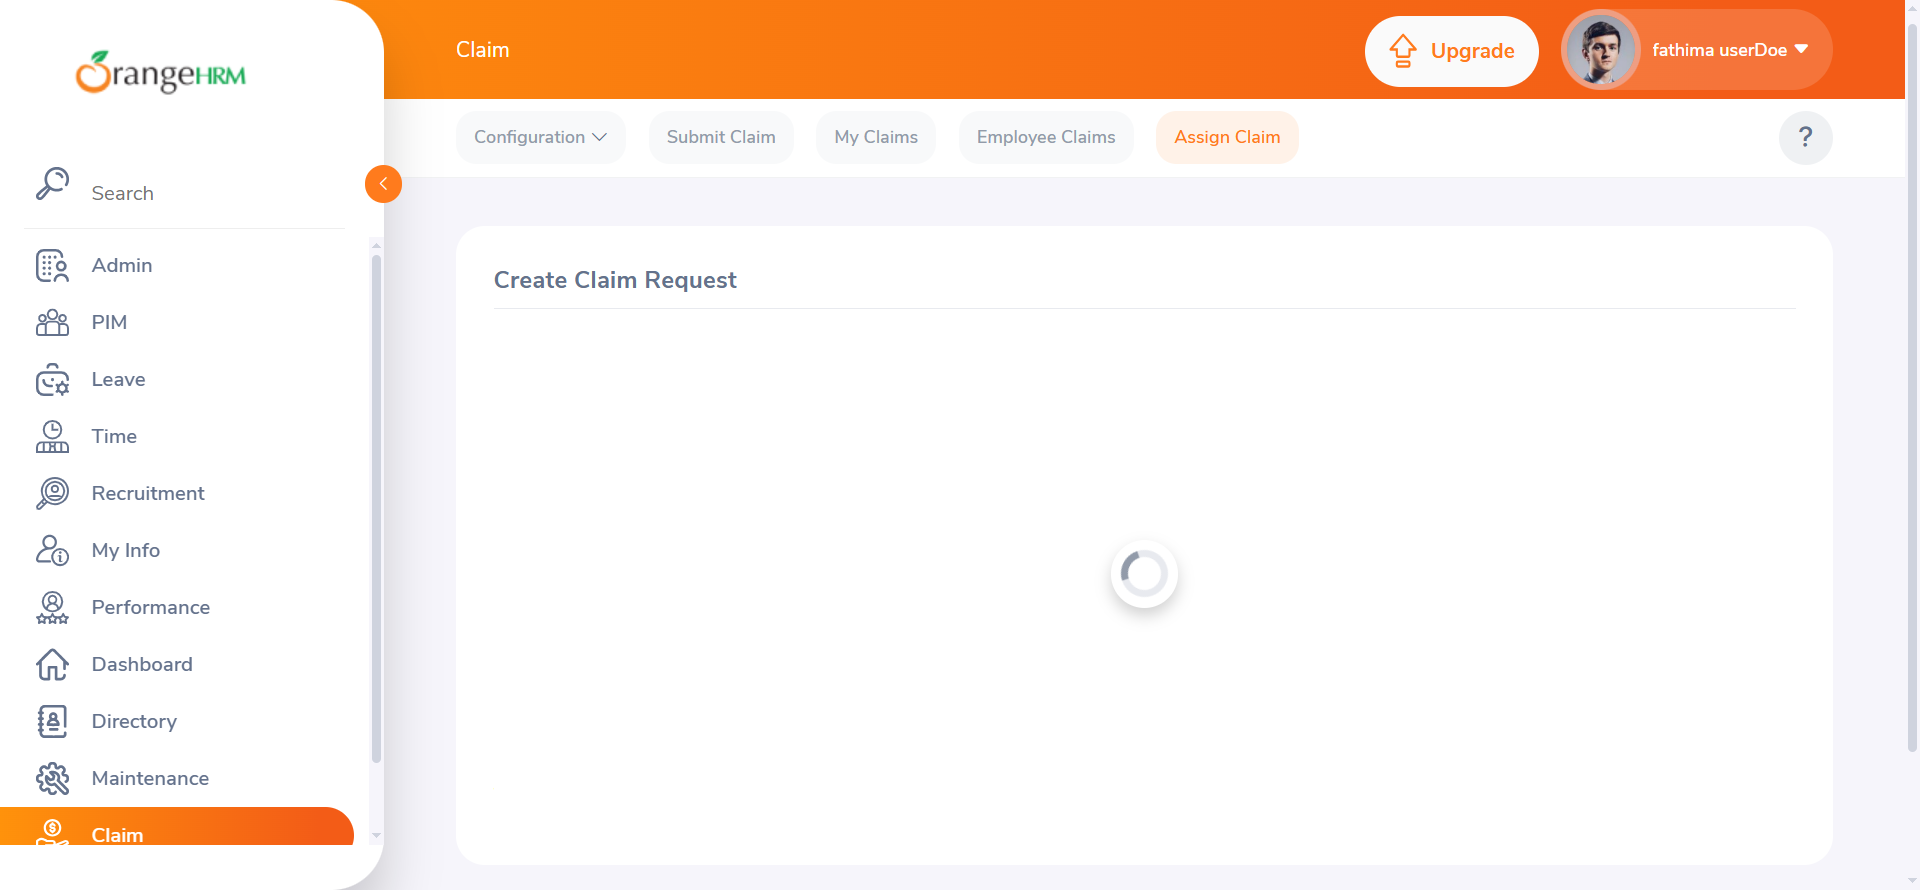 OrangeHRM
Claim
Upgrade
fathima userDoe
Configuration
Submit Claim
My Claims
Employee Claims
Assign Claim
?
Search
Admin
PIM
Leave
Time
Recruitment
My Info
Performance
Dashboard
Directory
Maintenance
Claim
Create Claim Request